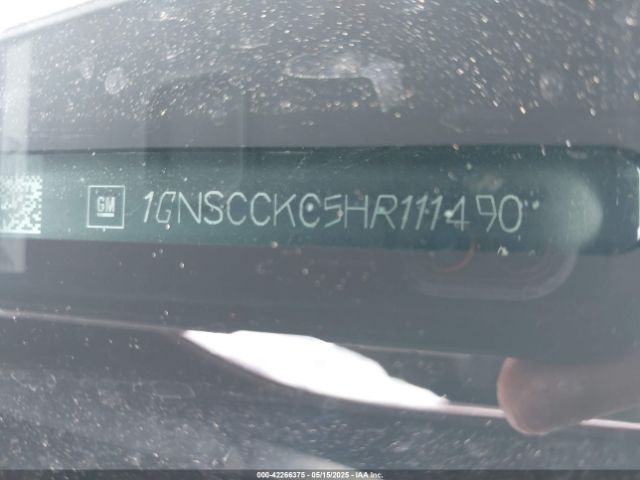 GM 1GNSCCKC5HR111490
000-42266375 - 05/15/2025 - IAA Inc.